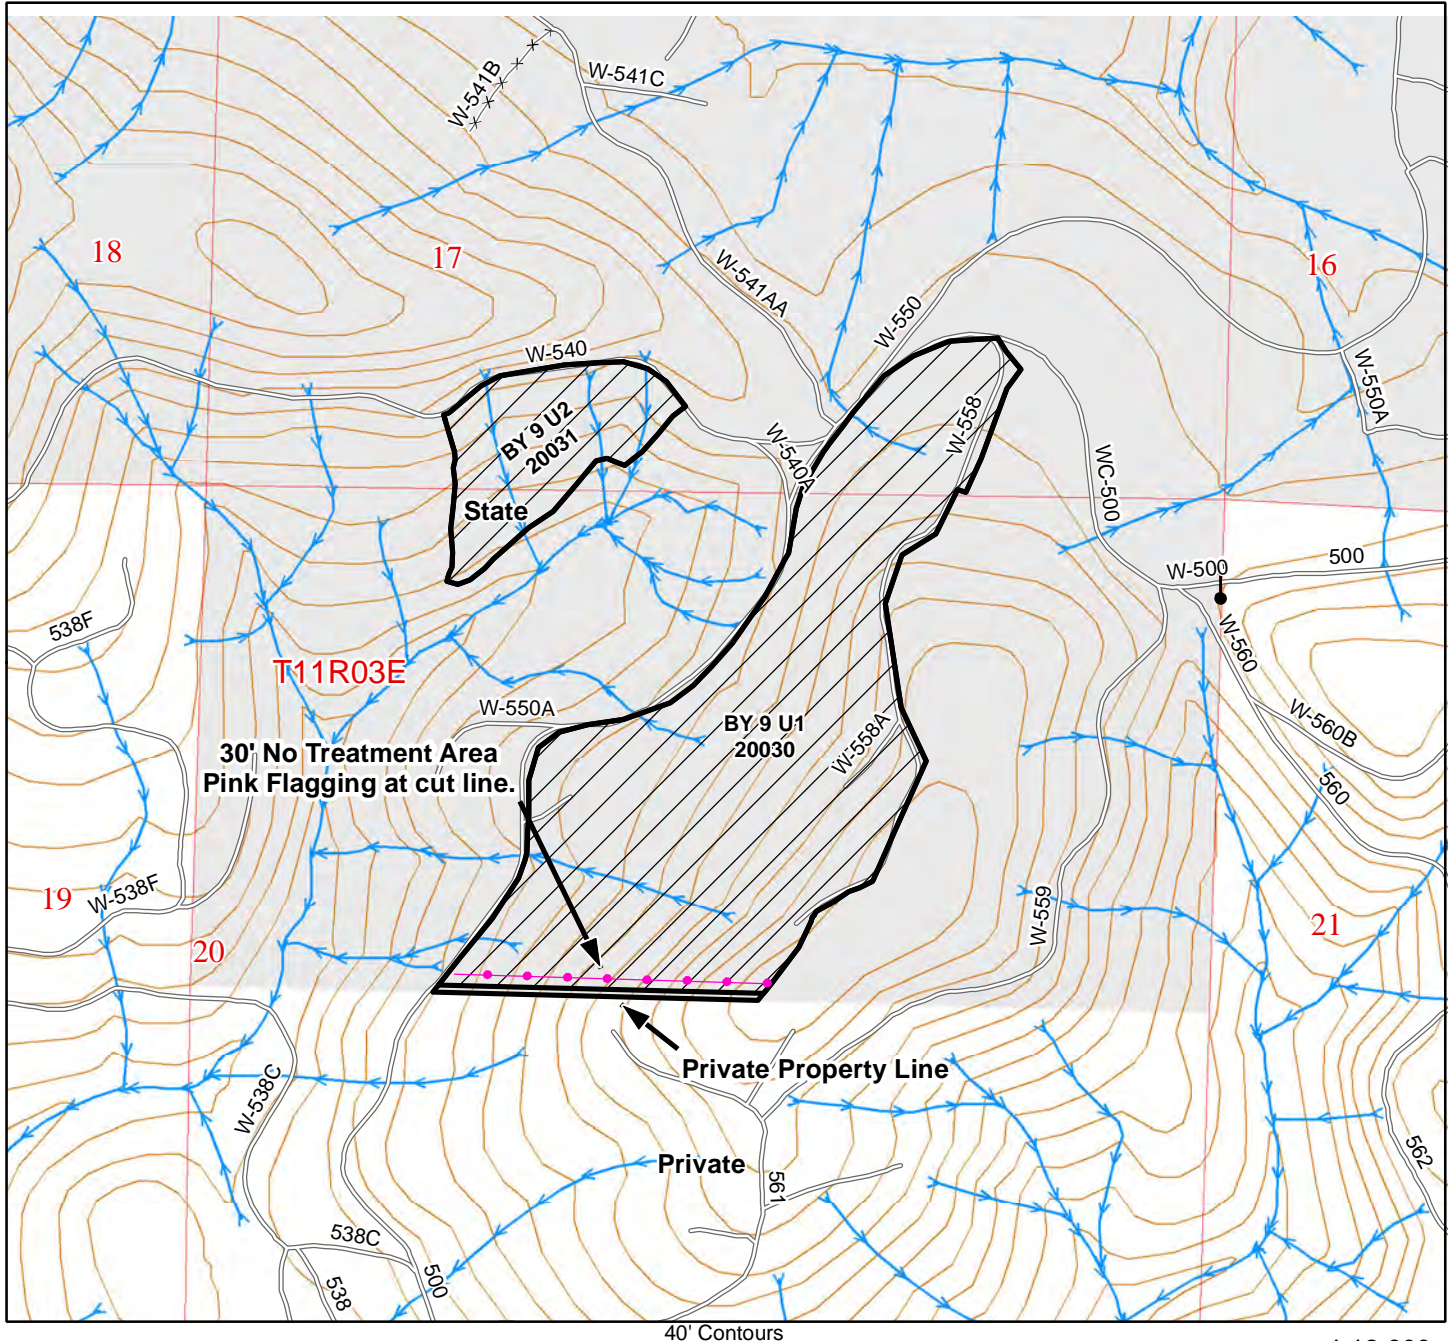 W-541B
W-541C
18
17
W-541AA
16
W-550
W-540
W-550A
BY 9 U2
20031
W-558
W-540A
WC-500
State
W-500
500
538F
W-560
T11R03E
W-550A
W-560B
BY 9 U1
20030
W-558A
30' No Treatment Area
Pink Flagging at cut line.
560
19
W-538F
W-559
20
21
Private Property Line
W-538C
Private
561
562
538C
500
538
40' Contours